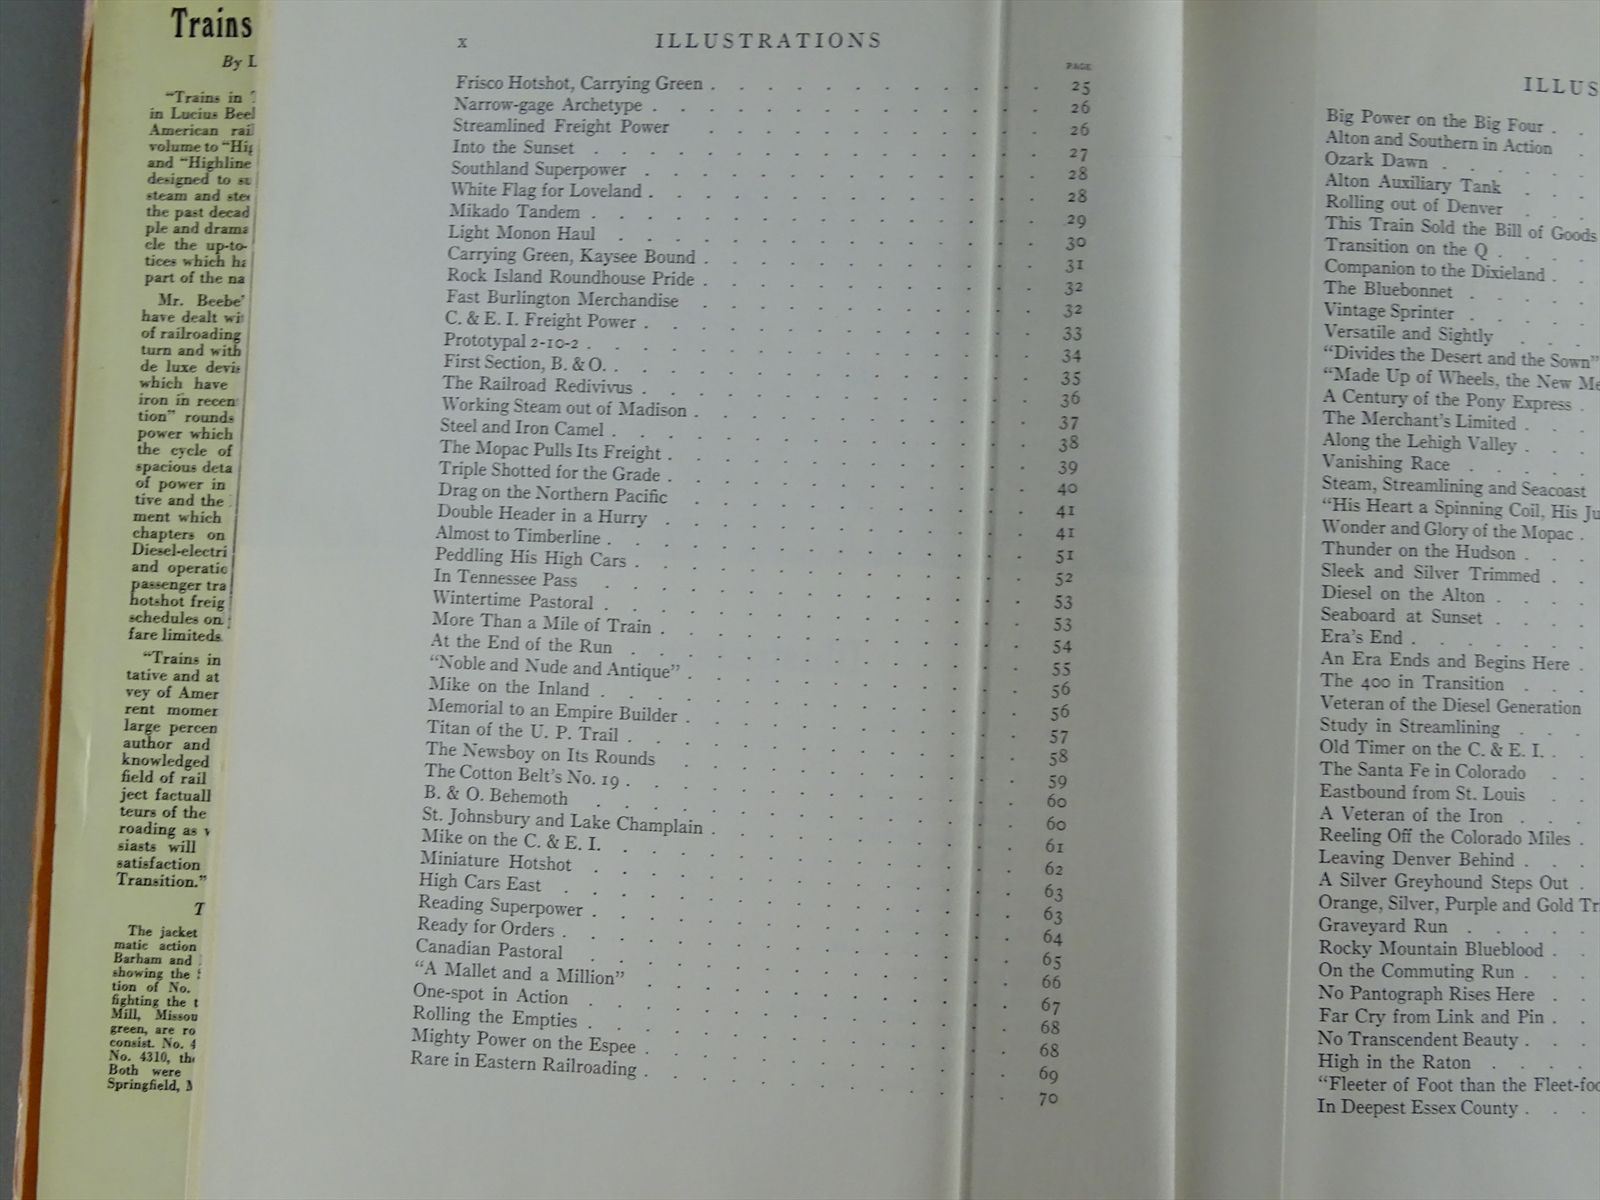 Trains
By L
"Trains in
in Lucius Beel
American rail
volume to "Hig
and "Highline
designed to su
steam and stee
the past decad
ple and drama
cle the up-to-
tices which ha
part of the na
Mr. Beebe'
have dealt wi
of railroading
turn and with
de luxe devis
which have
iron in recen
tion" rounds
power which
the cycle of
spacious deta
of power in
tive and the
ment which
chapters on
Diesel-electri
and operatio
passenger tra
hotshot freig
schedules on
fare limiteds
"Trains in
tative and at
vey of Amer
rent momen
large percen
author and
knowledged
field of rail
ject factuall
teurs of the
roading as v
siasts will
satisfaction
Transition."
T
The jacket
matic action
Barham and
showing the S
tion of No.
fighting the t
Mill, Missou
green, are ro
consist. No. 4
No. 4310, the
Both were
Springfield, M
x ILLUSTRATIONS
PAGE
Frisco Hotshot, Carrying Green . . . 25
Narrow-gage Archetype . . . 26
Streamlined Freight Power . . . 26
Into the Sunset . . . 27
Southland Superpower . . . 28
White Flag for Loveland . . . 28
Mikado Tandem . . . 29
Light Monon Haul . . . 30
Carrying Green, Kaysee Bound . . . 31
Rock Island Roundhouse Pride . . . 32
Fast Burlington Merchandise . . . 32
C. & E. I. Freight Power . . . 33
Prototypal 2-10-2 . . . 34
First Section, B. & O. . . . 35
The Railroad Redivivus . . . 36
Working Steam out of Madison . . . 37
Steel and Iron Camel . . . 38
The Mopac Pulls Its Freight . . . 39
Triple Shotted for the Grade . . . 40
Drag on the Northern Pacific . . . 41
Double Header in a Hurry . . . 41
Almost to Timberline . . . 51
Peddling His High Cars . . . 52
In Tennessee Pass . . . 53
Wintertime Pastoral . . . 53
More Than a Mile of Train . . . 54
At the End of the Run . . . 55
"Noble and Nude and Antique" . . . 56
Mike on the Inland . . . 56
Memorial to an Empire Builder . . . 57
Titan of the U. P. Trail . . . 58
The Newsboy on Its Rounds . . . 59
The Cotton Belt's No. 19 . . . 60
B. & O. Behemoth . . . 60
St. Johnsbury and Lake Champlain . . . 61
Mike on the C. & E. I. . . . 62
Miniature Hotshot . . . 63
High Cars East . . . 63
Reading Superpower . . . 64
Ready for Orders . . . 65
Canadian Pastoral . . . 66
"A Mallet and a Million" . . . 67
One-spot in Action . . . 68
Rolling the Empties . . . 68
Mighty Power on the Espee . . . 69
Rare in Eastern Railroading . . . 70
ILLUS
Big Power on the Big Four . .
Alton and Southern in Action .
Ozark Dawn . . . .
Alton Auxiliary Tank . . .
Rolling out of Denver . . .
This Train Sold the Bill of Goods
Transition on the Q . . . .
Companion to the Dixieland . .
The Bluebonnet . . . .
Vintage Sprinter . . . .
Versatile and Sightly . . .
"Divides the Desert and the Sown"
"Made Up of Wheels, the New Me
A Century of the Pony Express .
The Merchant's Limited . . .
Along the Lehigh Valley . . .
Vanishing Race . . . .
Steam, Streamlining and Seacoast
"His Heart a Spinning Coil, His Ju
Wonder and Glory of the Mopac .
Thunder on the Hudson . . .
Sleek and Silver Trimmed . .
Diesel on the Alton . . . .
Seaboard at Sunset . . . .
Era's End . . . . . .
An Era Ends and Begins Here .
The 400 in Transition . . .
Veteran of the Diesel Generation
Study in Streamlining . . .
Old Timer on the C. & E. I. . .
The Santa Fe in Colorado . .
Eastbound from St. Louis . .
A Veteran of the Iron . . .
Reeling Off the Colorado Miles .
Leaving Denver Behind . . .
A Silver Greyhound Steps Out .
Orange, Silver, Purple and Gold Tr
Graveyard Run . . . . .
Rocky Mountain Blueblood . .
On the Commuting Run . . .
No Pantograph Rises Here . .
Far Cry from Link and Pin . .
No Transcendent Beauty . . .
High in the Raton . . . .
"Fleeter of Foot than the Fleet-foo
In Deepest Essex County . . .